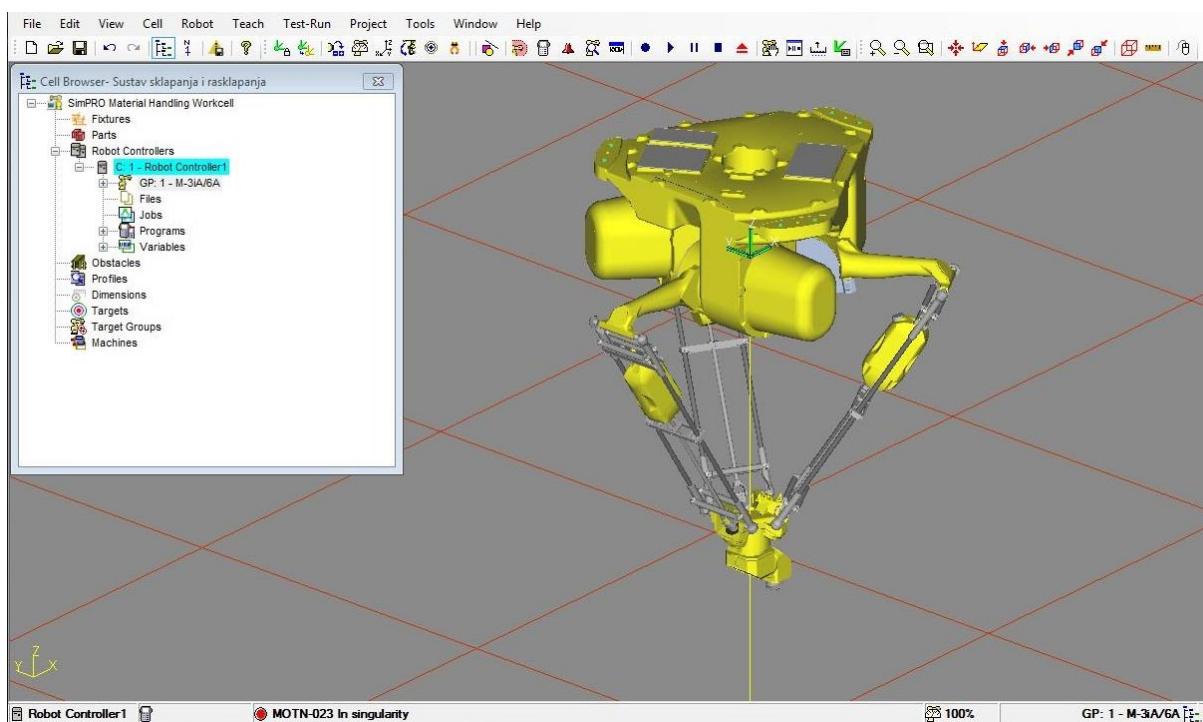 File Edit View Cell Robot Teach Test-Run Project Tools Window Help
Cell Browser- Sustav sklapanja i rasklapanja
SimPRO Material Handling Workcell
Fixtures
Parts
Robot Controllers
C: 1 - Robot Controller1
GP: 1 - M-3iA/6A
Files
Jobs
Programs
Variables
Obstacles
Profiles
Dimensions
Targets
Target Groups
Machines
Z
Y X
Robot Controller1 MOTN-023 In singularity 100% GP: 1 - M-3iA/6A